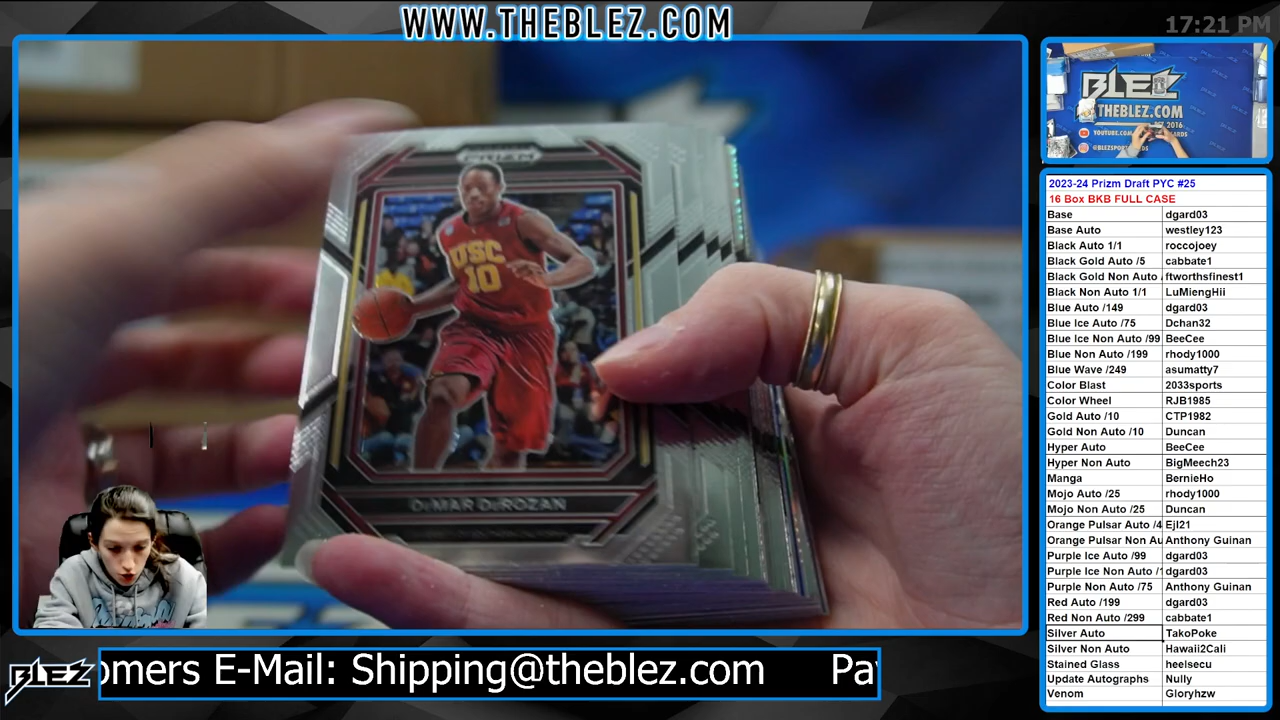 WWW.THEBLEZ.COM
17:21 PM
PRIZM
USC
10
DEMAR DEROZAN
BLEZ
THEBLEZ.COM
2016
YOUTUBE.COM
2023-24 Prizm Draft PYC #25
16 Box BKB FULL CASE
Base dgard03
Base Auto westley123
Black Auto 1/1 roccojoey
Black Gold Auto /5 cabbate1
Black Gold Non Auto ftworthsfinest1
Black Non Auto 1/1 LuMiengHii
Blue Auto /149 dgard03
Blue Ice Auto /75 Dchan32
Blue Ice Non Auto /99 BeeCee
Blue Non Auto /199 rhody1000
Blue Wave /249 asumatty7
Color Blast 2033sports
Color Wheel RJB1985
Gold Auto /10 CTP1982
Gold Non Auto /10 Duncan
Hyper Auto BeeCee
Hyper Non Auto BigMeech23
Manga BernieHo
Mojo Auto /25 rhody1000
Mojo Non Auto /25 Duncan
Orange Pulsar Auto /4 Ejl21
Orange Pulsar Non Au Anthony Guinan
Purple Ice Auto /99 dgard03
Purple Ice Non Auto /1 dgard03
Purple Non Auto /75 Anthony Guinan
Red Auto /199 dgard03
Red Non Auto /299 cabbate1
Silver Auto TakoPoke
Silver Non Auto Hawaii2Cali
Stained Glass heeisecu
Update Autographs Nully
Venom Gloryhzw
BLEZ
omers E-Mail: Shipping@theblez.com Pa